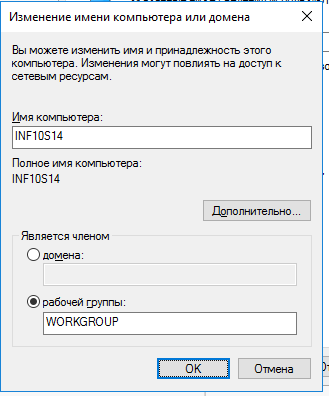 Изменение имени компьютера или домена
Вы можете изменить имя и принадлежность этого
компьютера. Изменения могут повлиять на доступ к
сетевым ресурсам.
Имя компьютера:
INF10S14
Полное имя компьютера:
INF10S14
Дополнительно...
Является членом
домена:
рабочей группы:
WORKGROUP
OK
Отмена